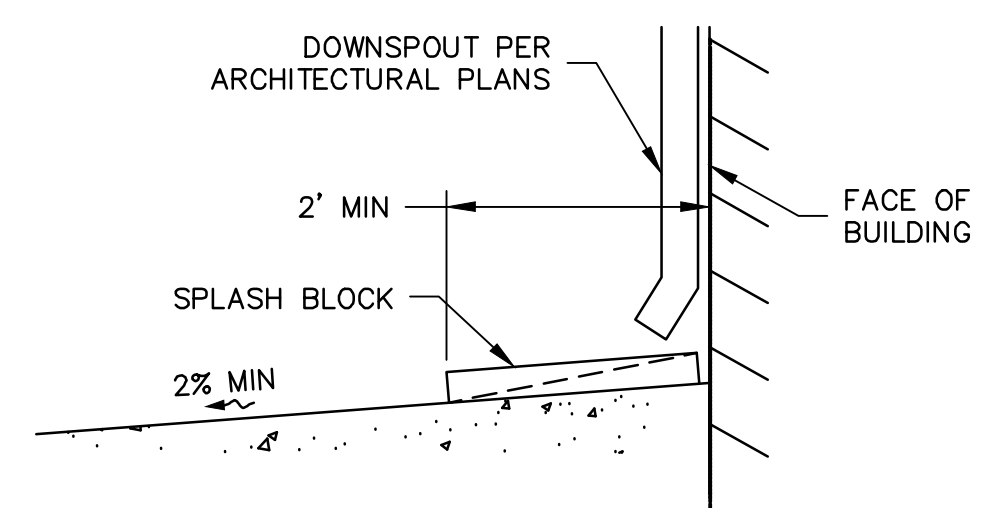 DOWNSPOUT PER
ARCHITECTURAL PLANS
2' MIN
FACE OF
BUILDING
SPLASH BLOCK
2% MIN